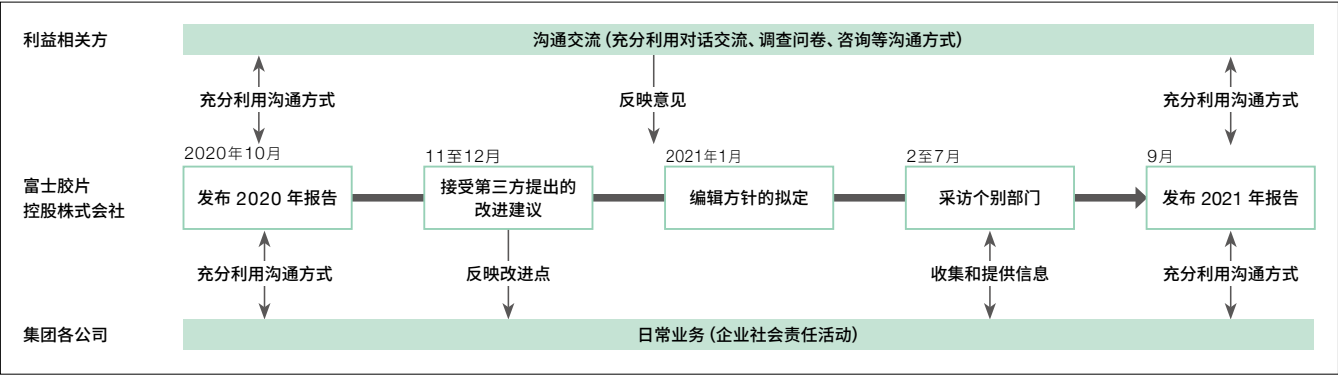 利益相关方
沟通交流(充分利用对话交流、调查问卷、咨询等沟通方式)
充分利用沟通方式
反映意见
充分利用沟通方式
富士胶片
控股株式会社
2020年10月
发布 2020 年报告
11至12月
接受第三方提出的
改进建议
2021年1月
编辑方针的拟定
2至7月
采访个别部门
9月
发布 2021 年报告
充分利用沟通方式
反映改进点
收集和提供信息
充分利用沟通方式
集团各公司
日常业务(企业社会责任活动)